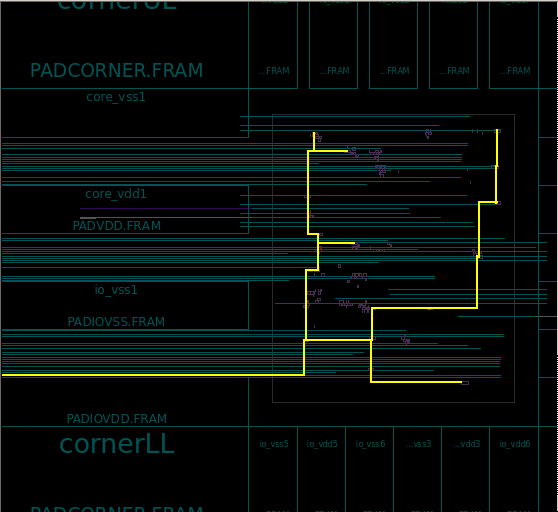 cornerUL
...FRAM ...FRAM ...FRAM ...FRAM ...FRAM
PADCORNER.FRAM
core_vss1
core_vdd1
PADVDD.FRAM
io_vss1
PADIOVSS.FRAM
PADIOVDD.FRAM
cornerLL
io_vss5 io_vdd5 io_vss6 ...vss3 ...vdd3 io_vdd6
PADCORNER.FRAM